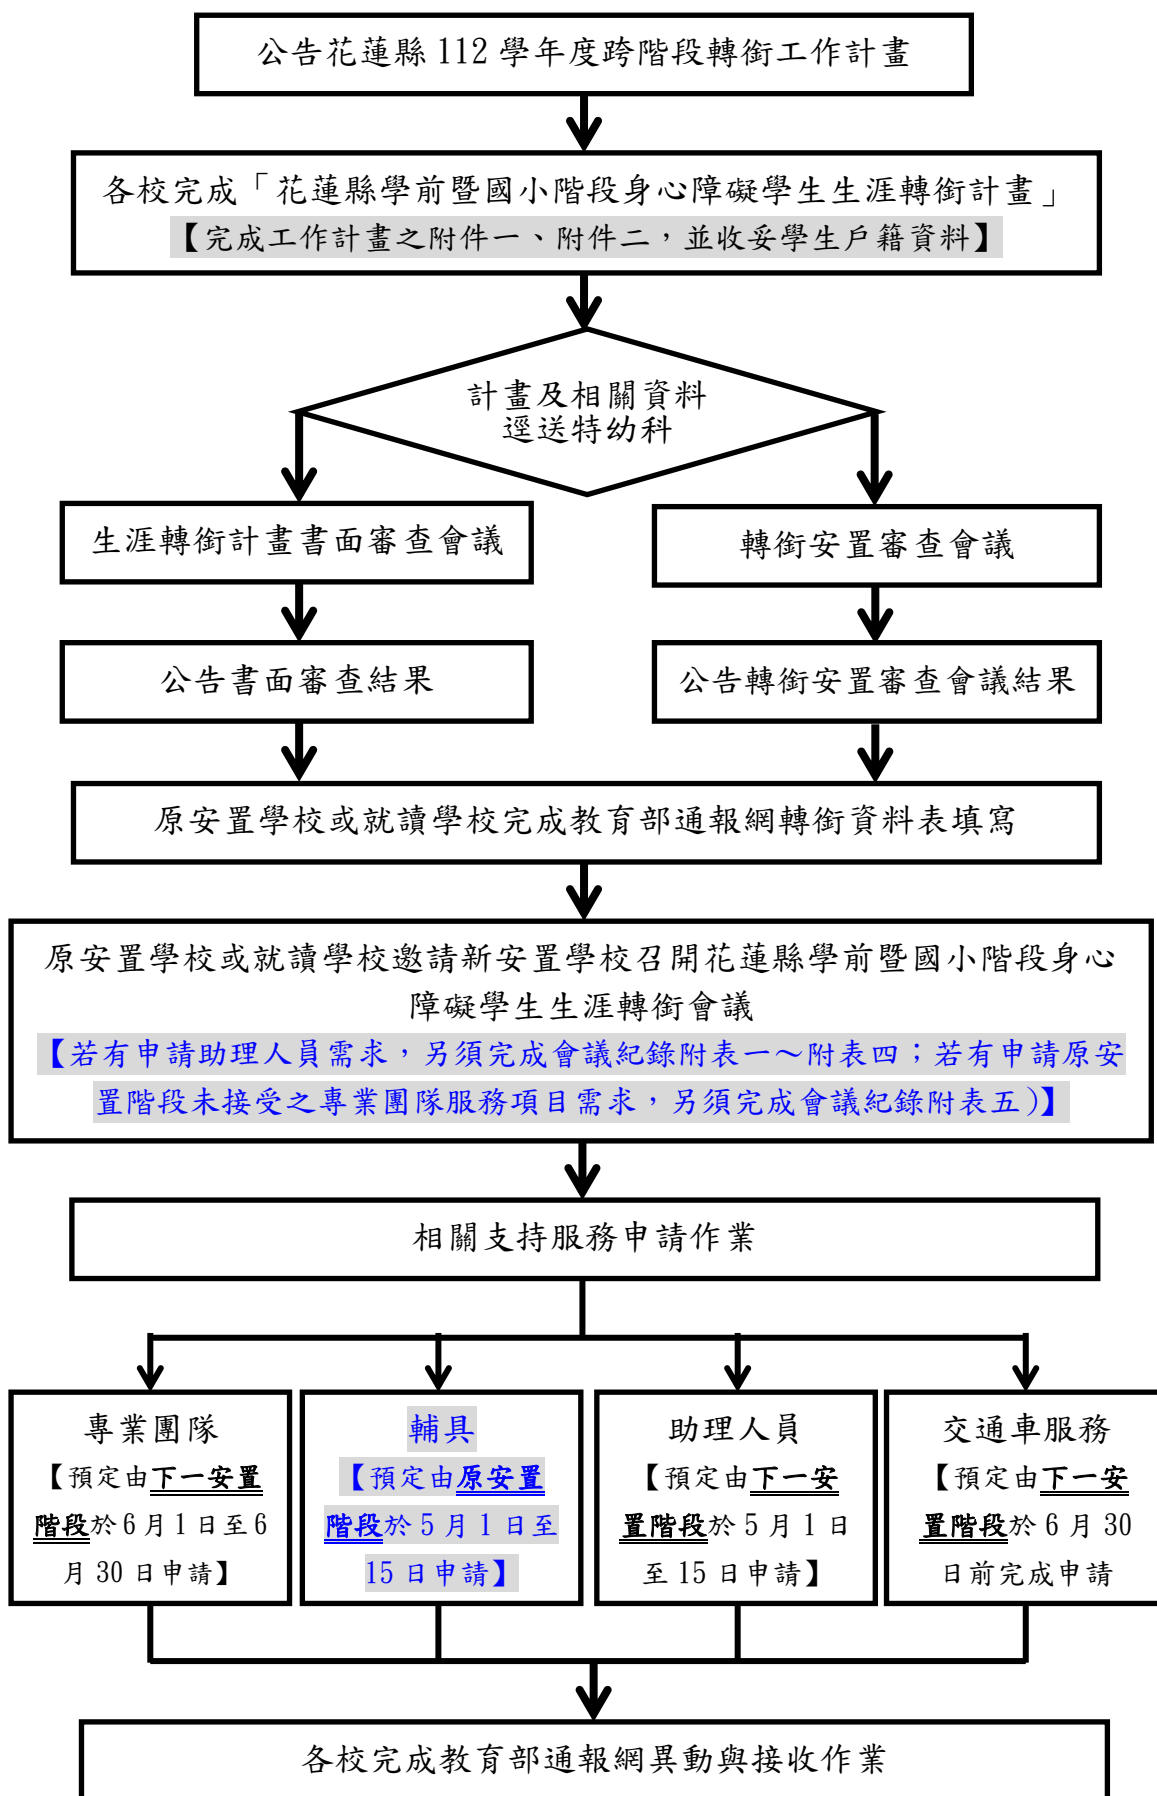 公告花蓮縣 112 學年度跨階段轉銜工作計畫
各校完成「花蓮縣學前暨國小階段身心障礙學生生涯轉銜計畫」
【完成工作計畫之附件一、附件二，並收妥學生戶籍資料】
計畫及相關資料
逕送特幼科
生涯轉銜計畫書面審查會議
轉銜安置審查會議
公告書面審查結果
公告轉銜安置審查會議結果
原安置學校或就讀學校完成教育部通報網轉銜資料表填寫
原安置學校或就讀學校邀請新安置學校召開花蓮縣學前暨國小階段身心
障礙學生生涯轉銜會議
【若有申請助理人員需求，另須完成會議紀錄附表一～附表四；若有申請原安
置階段未接受之專業團隊服務項目需求，另須完成會議紀錄附表五)】
相關支持服務申請作業
專業團隊
【預定由下一安置
階段於 6 月 1 日至 6
月 30 日申請】
輔具
【預定由原安置
階段於 5 月 1 日至
15 日申請】
助理人員
【預定由下一安
置階段於 5 月 1 日
至 15 日申請】
交通車服務
【預定由下一安
置階段於 6 月 30
日前完成申請
各校完成教育部通報網異動與接收作業